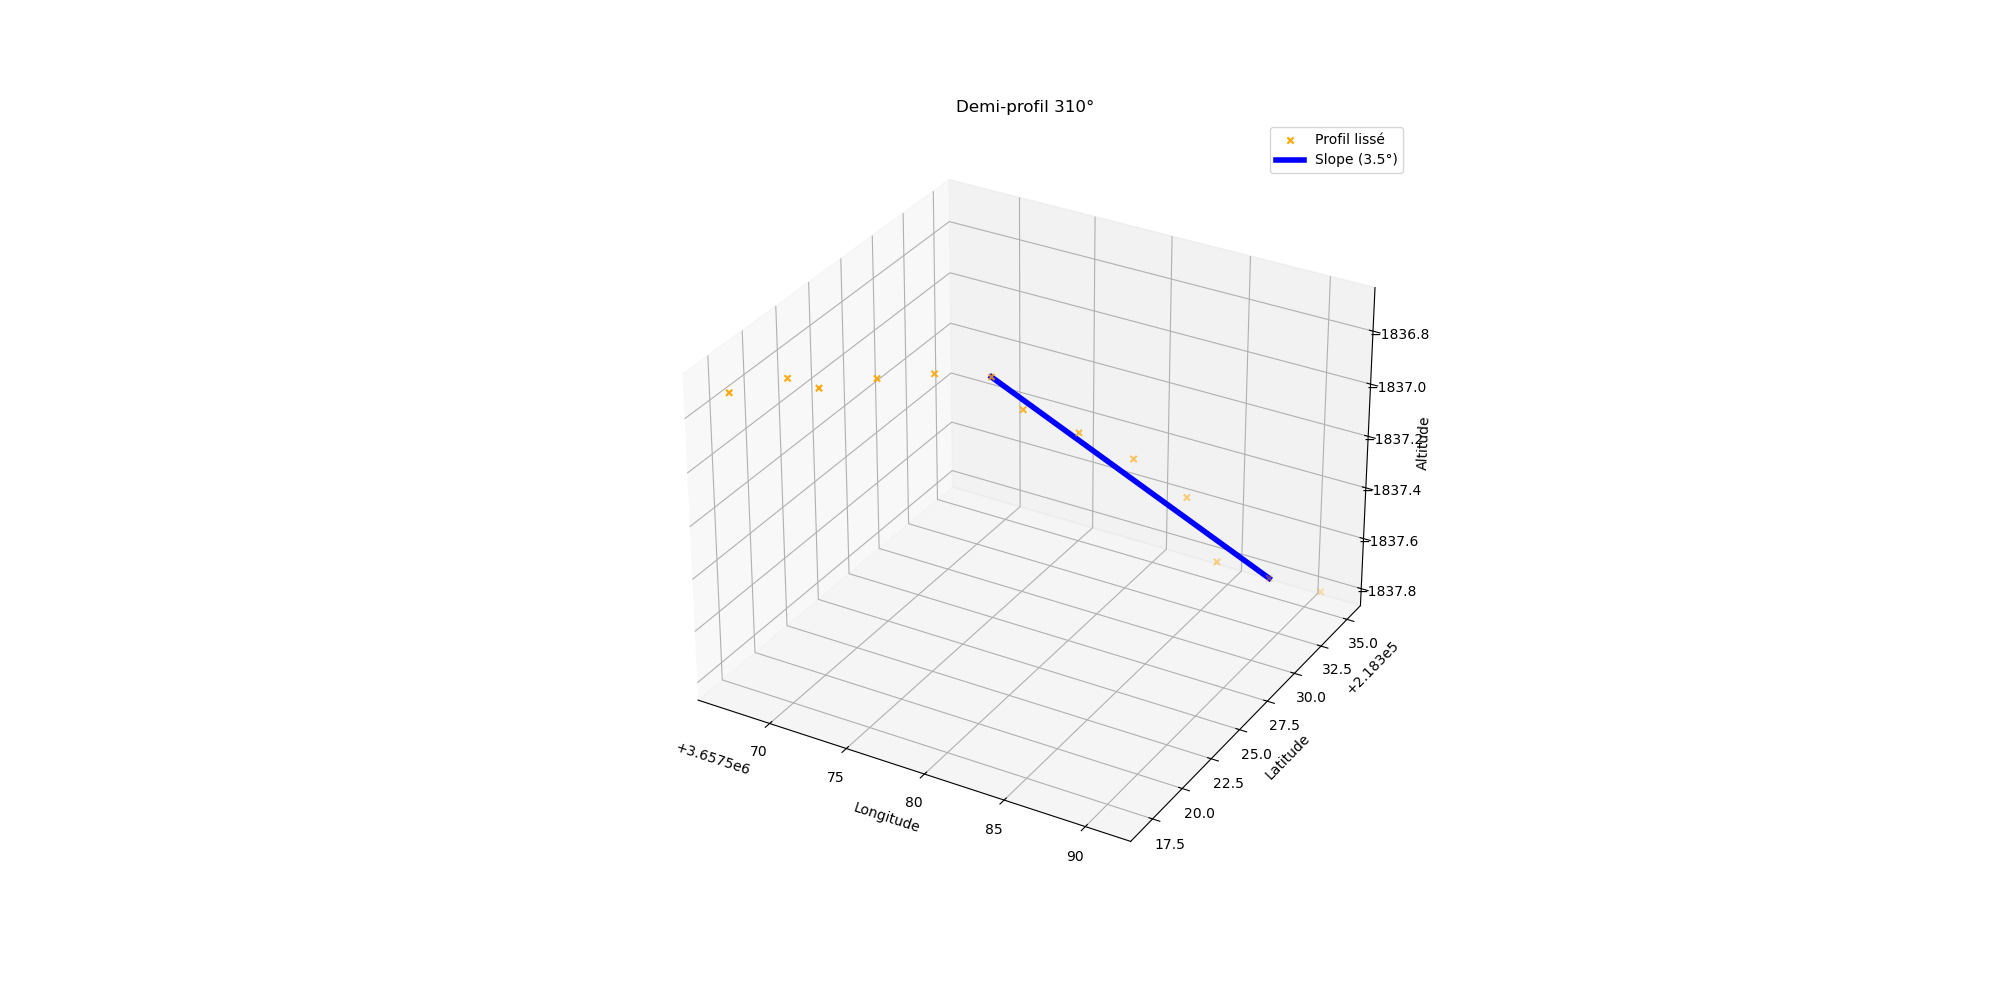 Demi-profil 310°
Profil lissé
Slope (3.5°)
−1836.8
−1837.0
−1837.2
−1837.4
−1837.6
−1837.8
Altitude
35.0
32.5
30.0
27.5
25.0
22.5
20.0
17.5
+2.183e5
Latitude
70
75
80
85
90
+3.6575e6
Longitude